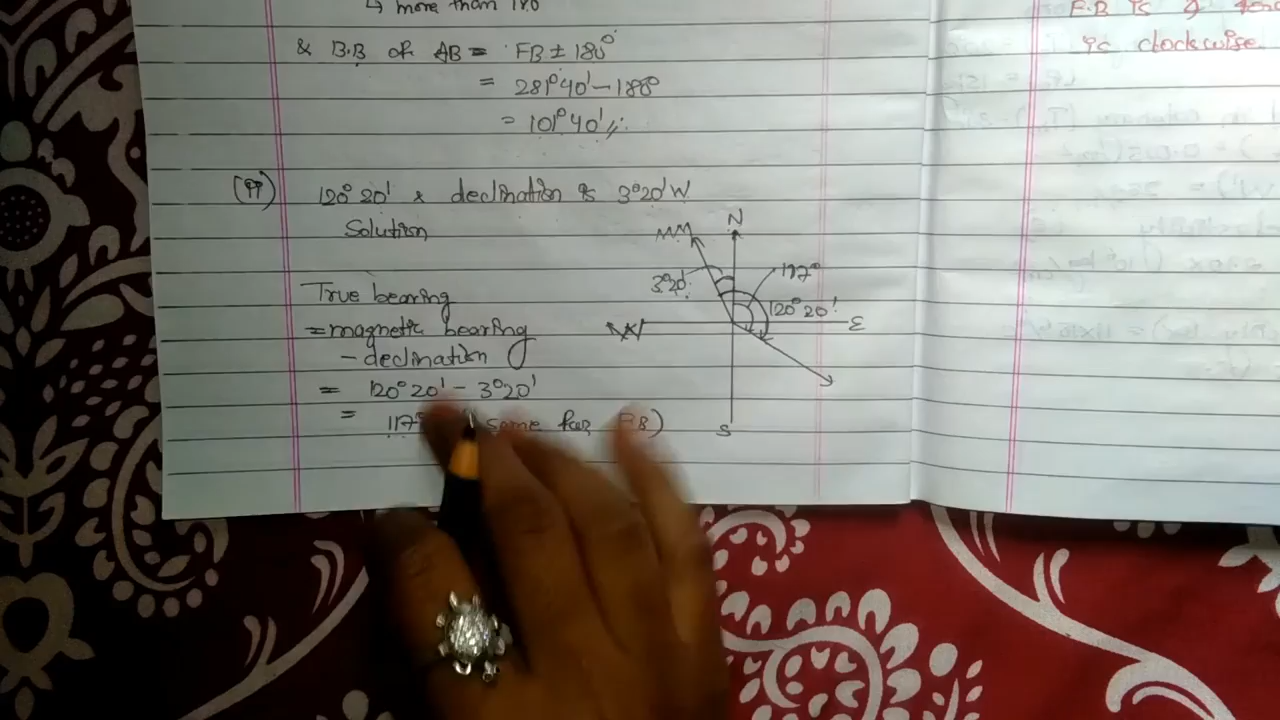 ↳ more than 180
& B.B of AB = FB ± 180°
= 281°40' - 180°
= 101°40'//.
120°20' & declination is 3°20'W
Solution
True bearing
= magnetic bearing
- declination
= 120°20' - 3°20'
= 117° same for FB)
N
MM
3°20'
117°
120°20'
E
S
F.B is
is clockwise